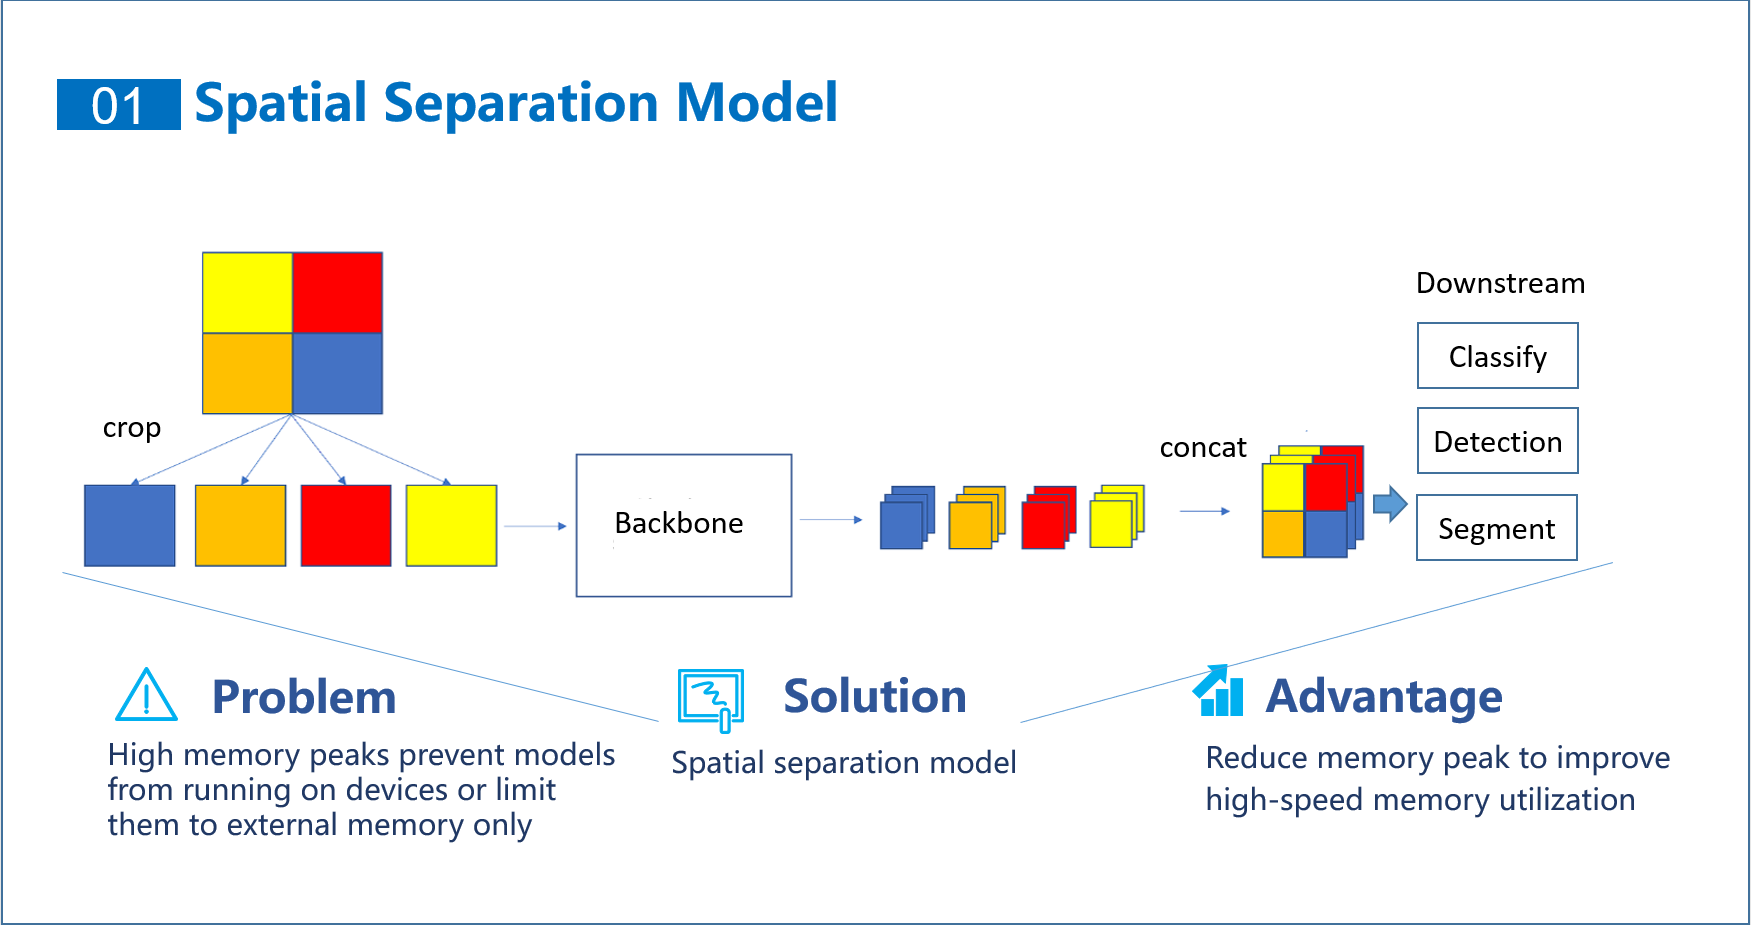 01 Spatial Separation Model
crop
Backbone
concat
Downstream
Classify
Detection
Segment
Problem
High memory peaks prevent models
from running on devices or limit
them to external memory only
Solution
Spatial separation model
Advantage
Reduce memory peak to improve
high-speed memory utilization